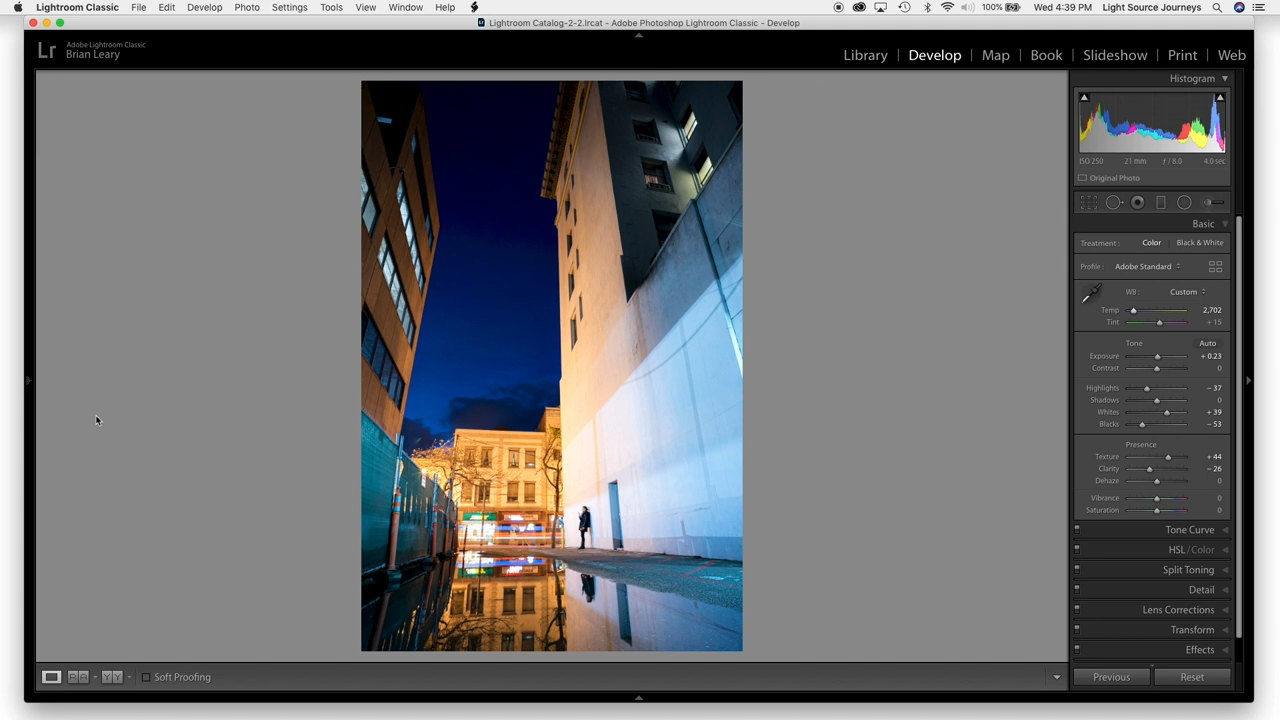 Lightroom Classic File Edit Develop Photo Settings Tools View Window Help 100% Wed 4:39 PM Light Source Journeys
Lightroom Catalog-2-2.lrcat - Adobe Photoshop Lightroom Classic - Develop
Lr Adobe Lightroom Classic
Brian Leary
Library | Develop | Map | Book | Slideshow | Print | Web
Histogram
ISO 250 21 mm ƒ / 8.0 4.0 sec
Original Photo
Basic
Treatment : Color Black & White
Profile : Adobe Standard
WB : Custom
Temp 2,702
Tint + 15
Tone Auto
Exposure + 0.23
Contrast 0
Highlights − 37
Shadows 0
Whites + 39
Blacks − 53
Presence
Texture + 44
Clarity − 26
Dehaze 0
Vibrance 0
Saturation 0
Tone Curve
HSL / Color
Split Toning
Detail
Lens Corrections
Transform
Effects
Soft Proofing
Previous Reset